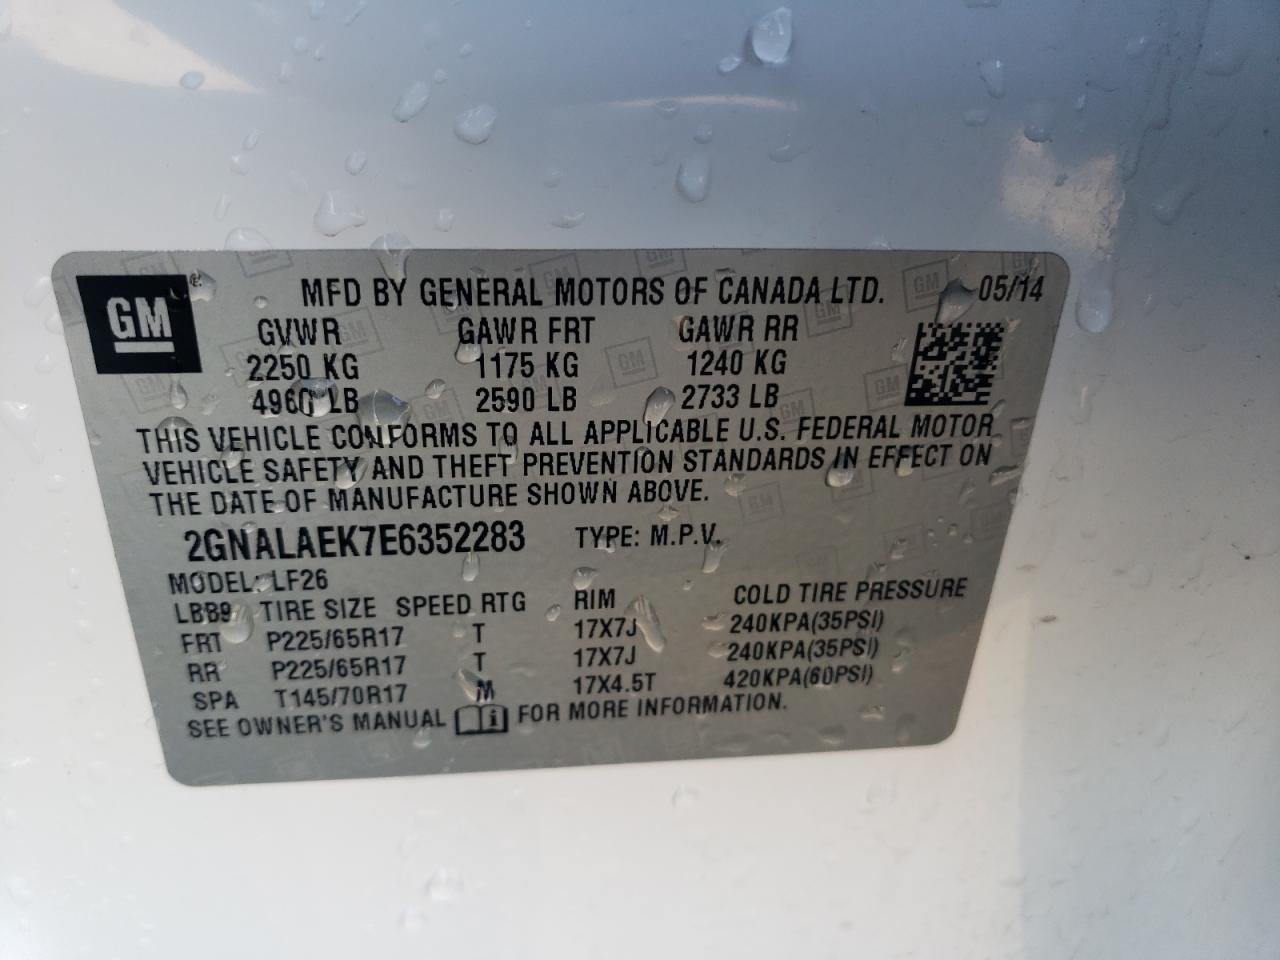 GM
MFD BY GENERAL MOTORS OF CANADA LTD. 05/14
GVWR GAWR FRT GAWR RR
2250 KG 1175 KG 1240 KG
4960 LB 2590 LB 2733 LB
THIS VEHICLE CONFORMS TO ALL APPLICABLE U.S. FEDERAL MOTOR
VEHICLE SAFETY AND THEFT PREVENTION STANDARDS IN EFFECT ON
THE DATE OF MANUFACTURE SHOWN ABOVE.
2GNALAEK7E6352283 TYPE: M.P.V.
MODEL: LF26
LBB9 TIRE SIZE SPEED RTG RIM COLD TIRE PRESSURE
FRT P225/65R17 T 17X7J 240KPA(35PSI)
RR P225/65R17 T 17X7J 240KPA(35PSI)
SPA T145/70R17 M 17X4.5T 420KPA(60PSI)
SEE OWNER'S MANUAL i FOR MORE INFORMATION.